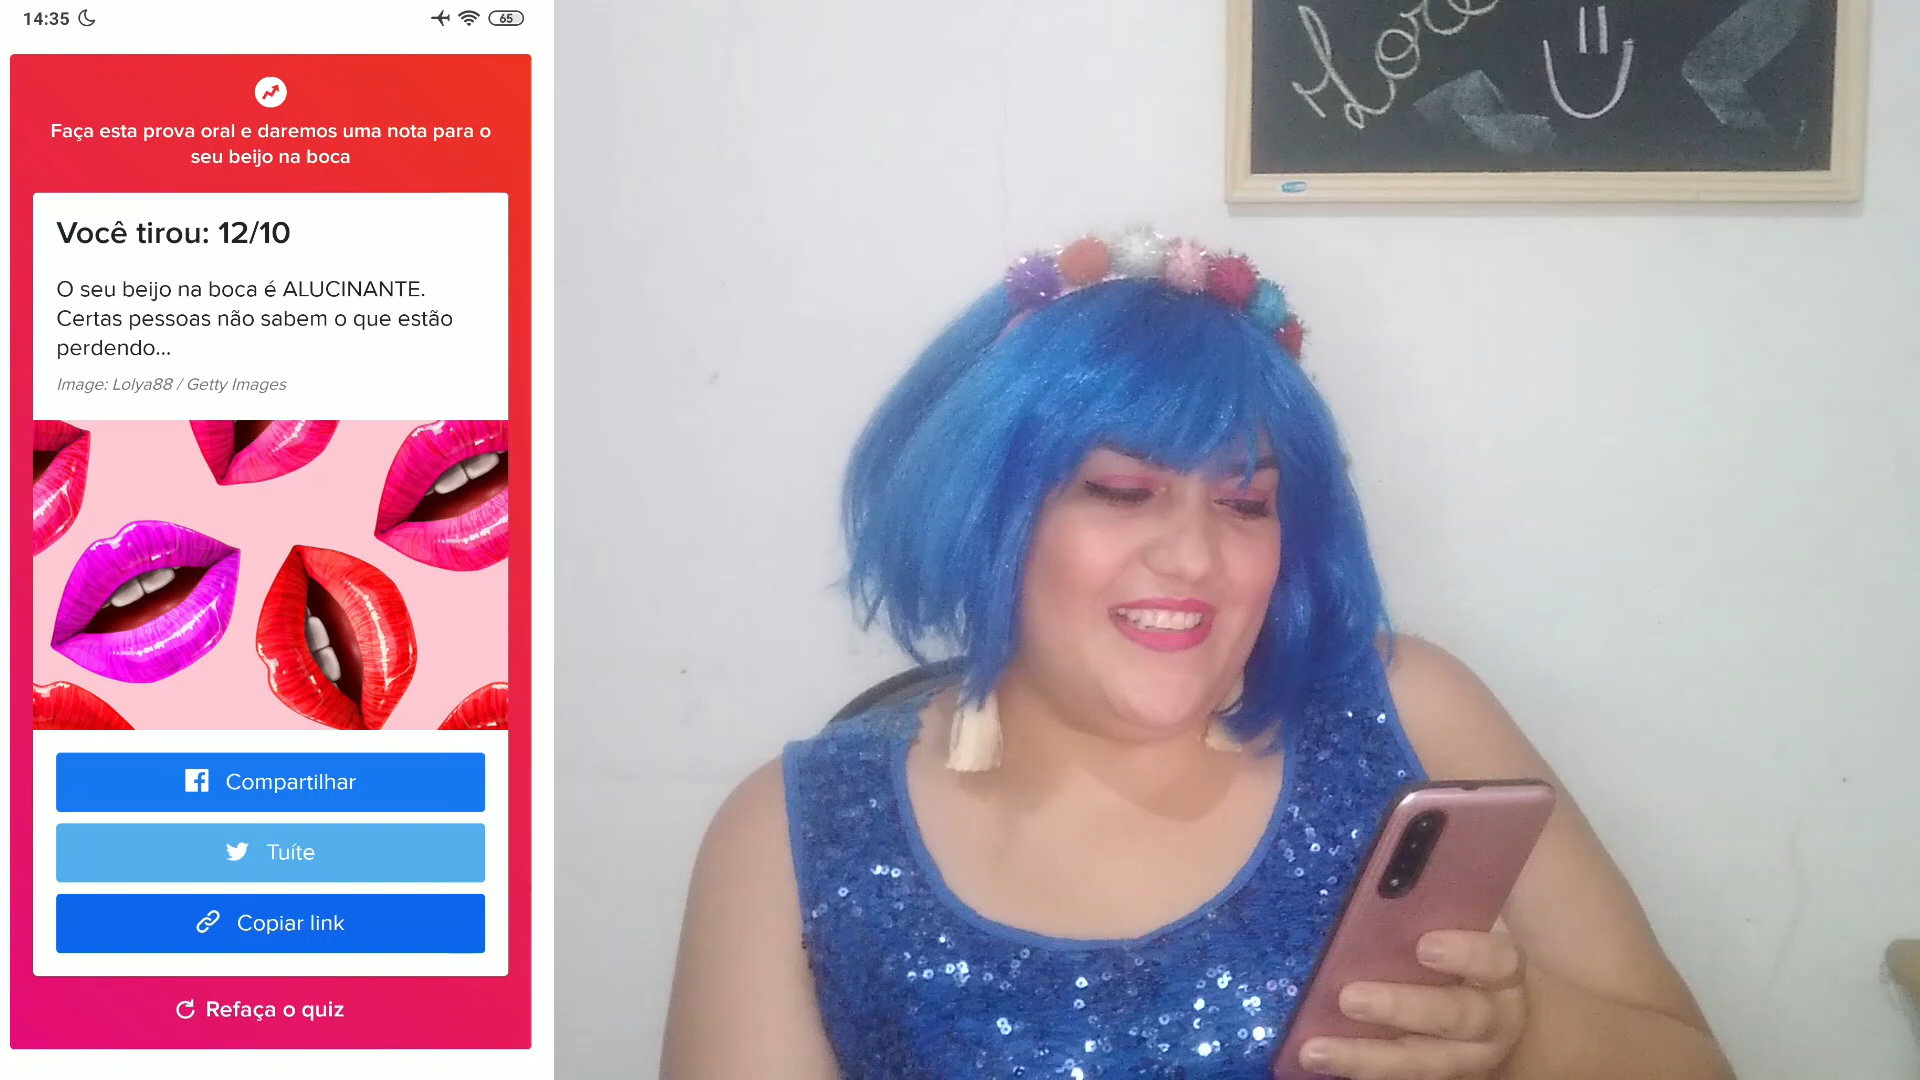 14:35
65
Faça esta prova oral e daremos uma nota para o
seu beijo na boca
Você tirou: 12/10
O seu beijo na boca é ALUCINANTE.
Certas pessoas não sabem o que estão
perdendo...
Image: Lolya88 / Getty Images
Compartilhar
Tuíte
Copiar link
Refaça o quiz